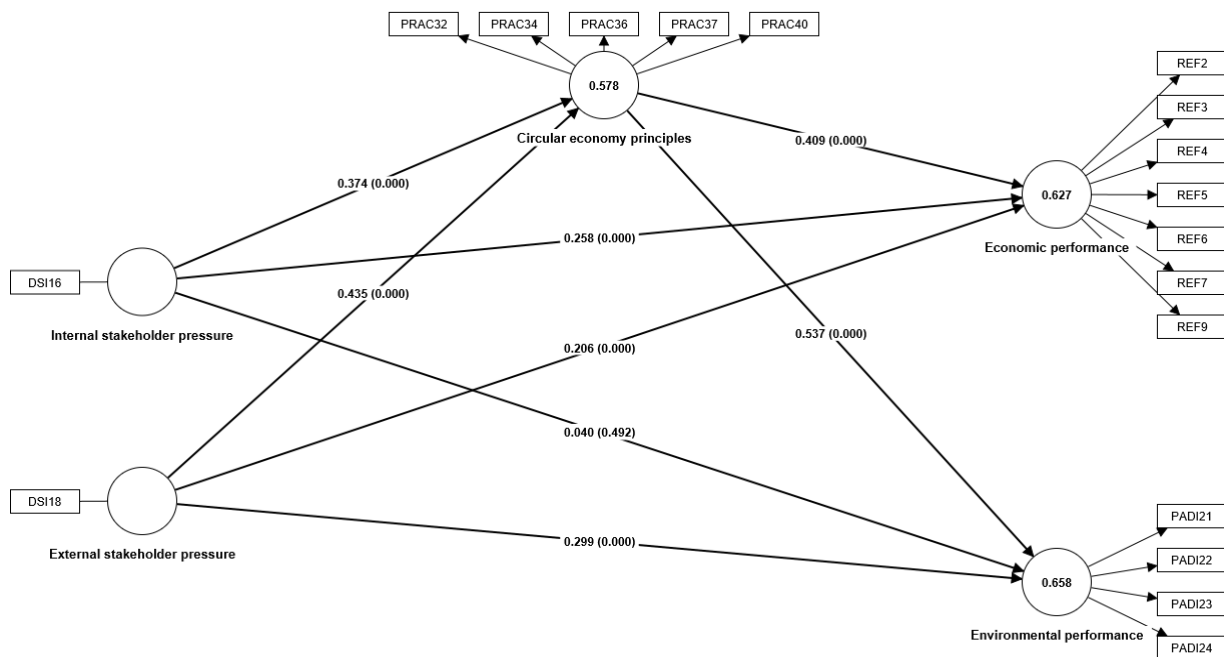 PRAC32
PRAC34
PRAC36
PRAC37
PRAC40
0.578
Circular economy principles
REF2
REF3
REF4
REF5
REF6
REF7
REF9
0.627
Economic performance
0.409 (0.000)
0.374 (0.000)
0.258 (0.000)
DSI16
Internal stakeholder pressure
0.435 (0.000)
0.537 (0.000)
0.206 (0.000)
0.040 (0.492)
DSI18
External stakeholder pressure
0.299 (0.000)
0.658
Environmental performance
PADI21
PADI22
PADI23
PADI24